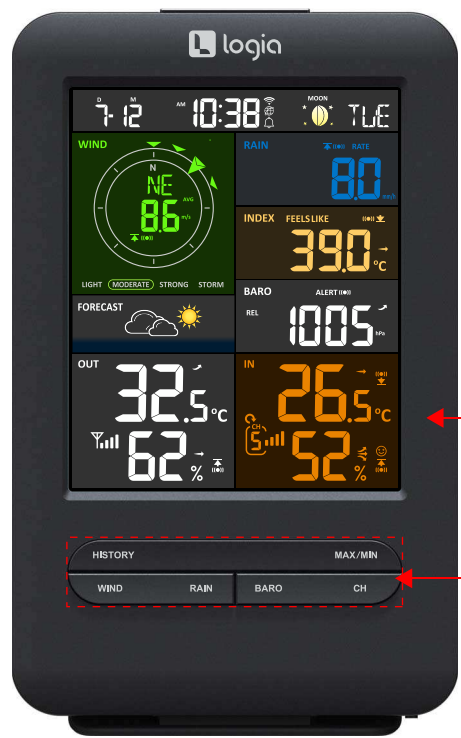 logia
D M MOON
7-12 AM 10:38 TUE
WIND
N
NE
AVG
8.6 m/s
LIGHT MODERATE STRONG STORM
RAIN RATE
8.0 mm/h
INDEX FEELS LIKE
39.0 °C
BARO ALERT
REL
1005 hPa
FORECAST
OUT
32.5 °C
62 %
IN
26.5 °C
CH
5
52 %
HISTORY MAX/MIN
WIND RAIN BARO CH